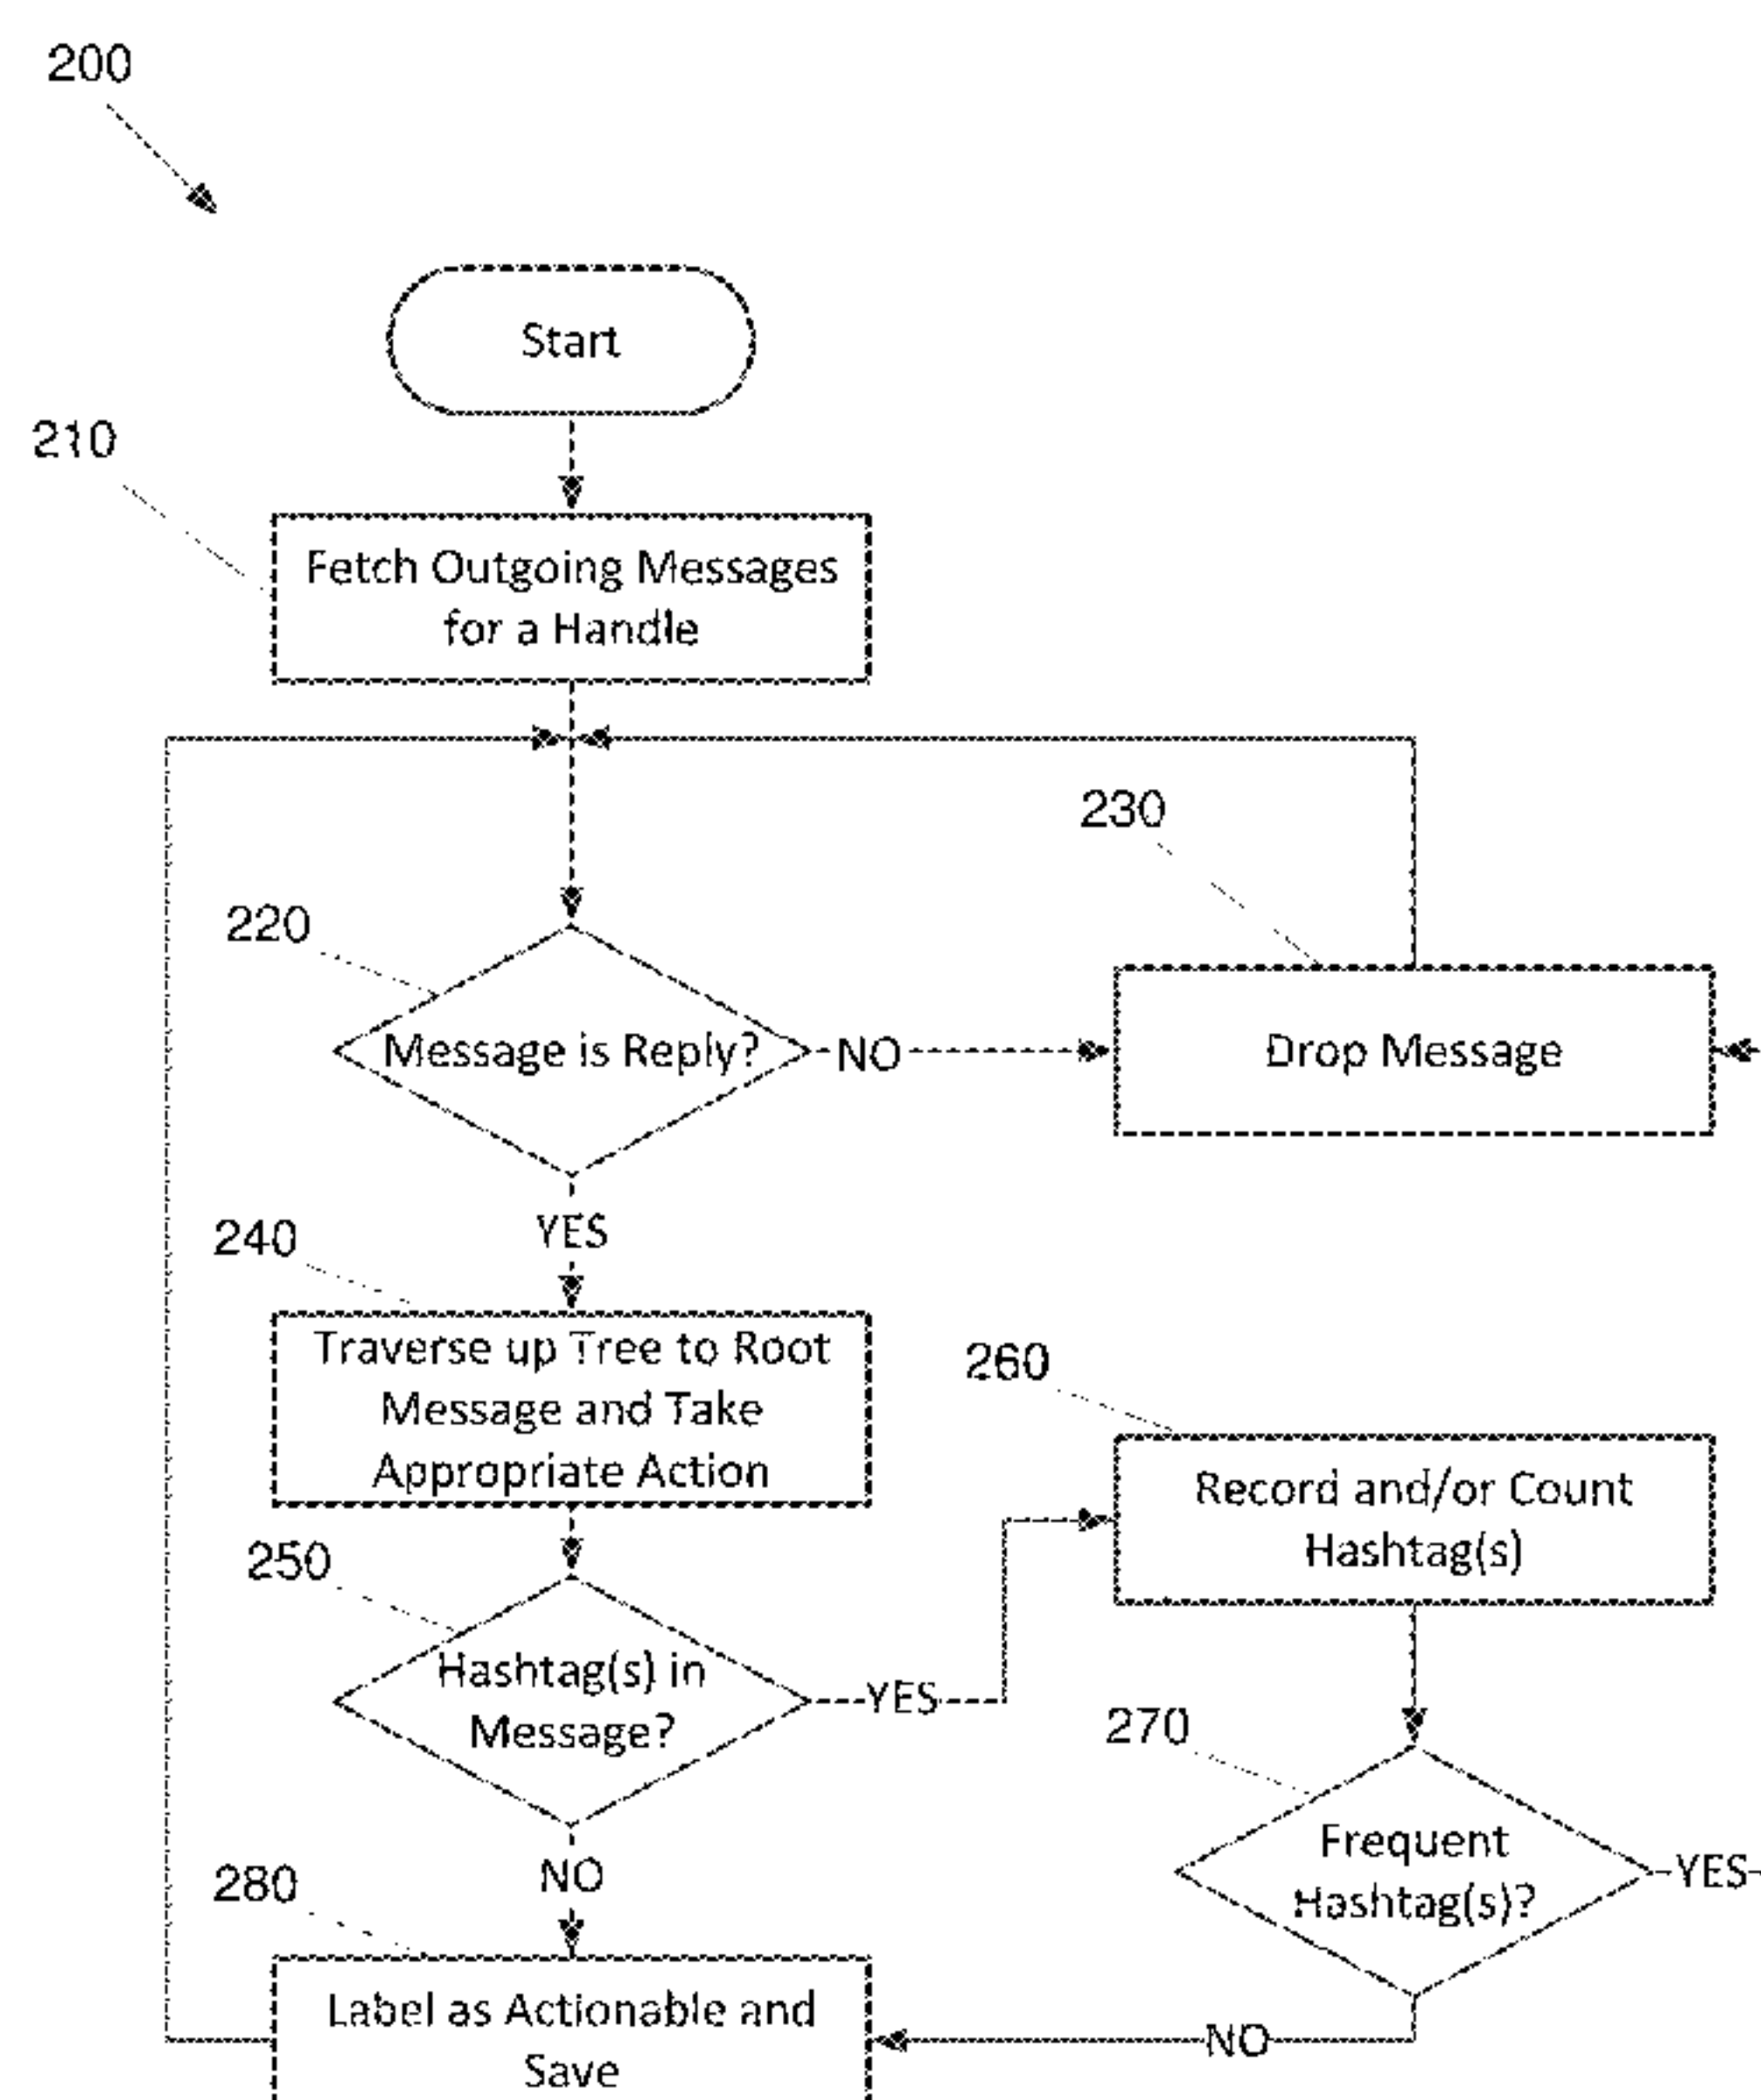 200
Start
210
Fetch Outgoing Messages
for a Handle
230
220
Message is Reply?
NO
Drop Message
YES
240
Traverse up Tree to Root
Message and Take
Appropriate Action
260
Record and/or Count
Hashtag(s)
250
Hashtag(s) in
Message?
YES
270
Frequent
Hashtag(s)?
YES
NO
280
Label as Actionable and
Save
NO